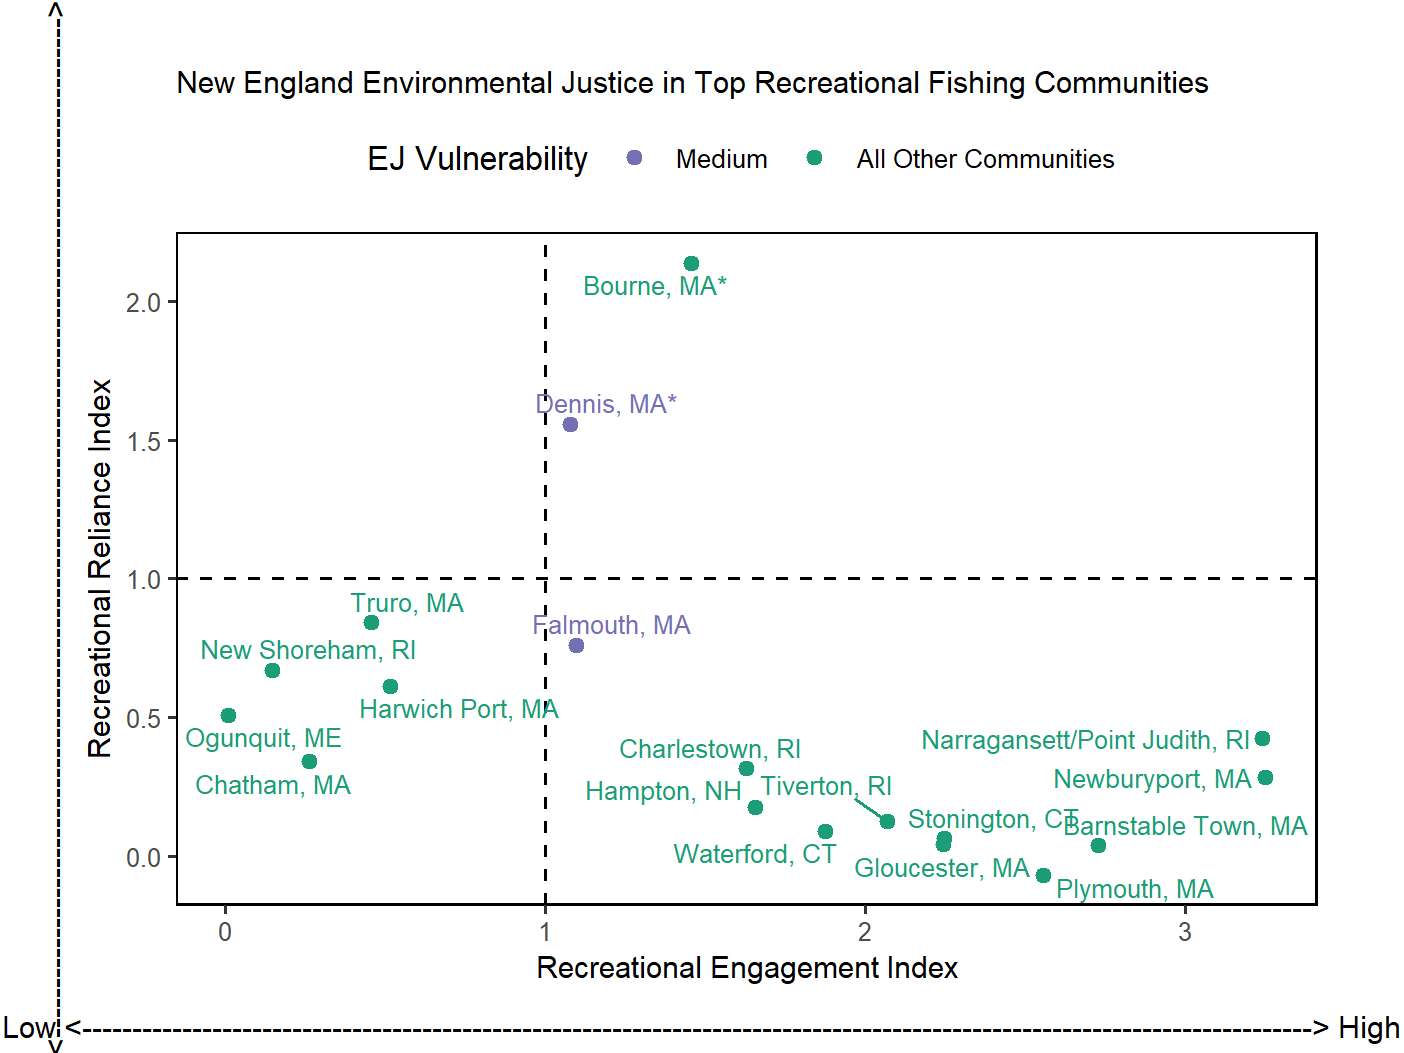 New England Environmental Justice in Top Recreational Fishing Communities
EJ Vulnerability Medium All Other Communities
Recreational Reliance Index
2.0
1.5
1.0
0.5
0.0
Bourne, MA*
Dennis, MA*
Truro, MA
Falmouth, MA
New Shoreham, RI
Harwich Port, MA
Ogunquit, ME
Chatham, MA
Charlestown, RI
Narragansett/Point Judith, RI
Newburyport, MA
Hampton, NH
Tiverton, RI
Stonington, CT
Barnstable Town, MA
Waterford, CT
Gloucester, MA
Plymouth, MA
0 1 2 3
Recreational Engagement Index
Low <-----------------------------------------------------------------------------------------------------------------------------> High